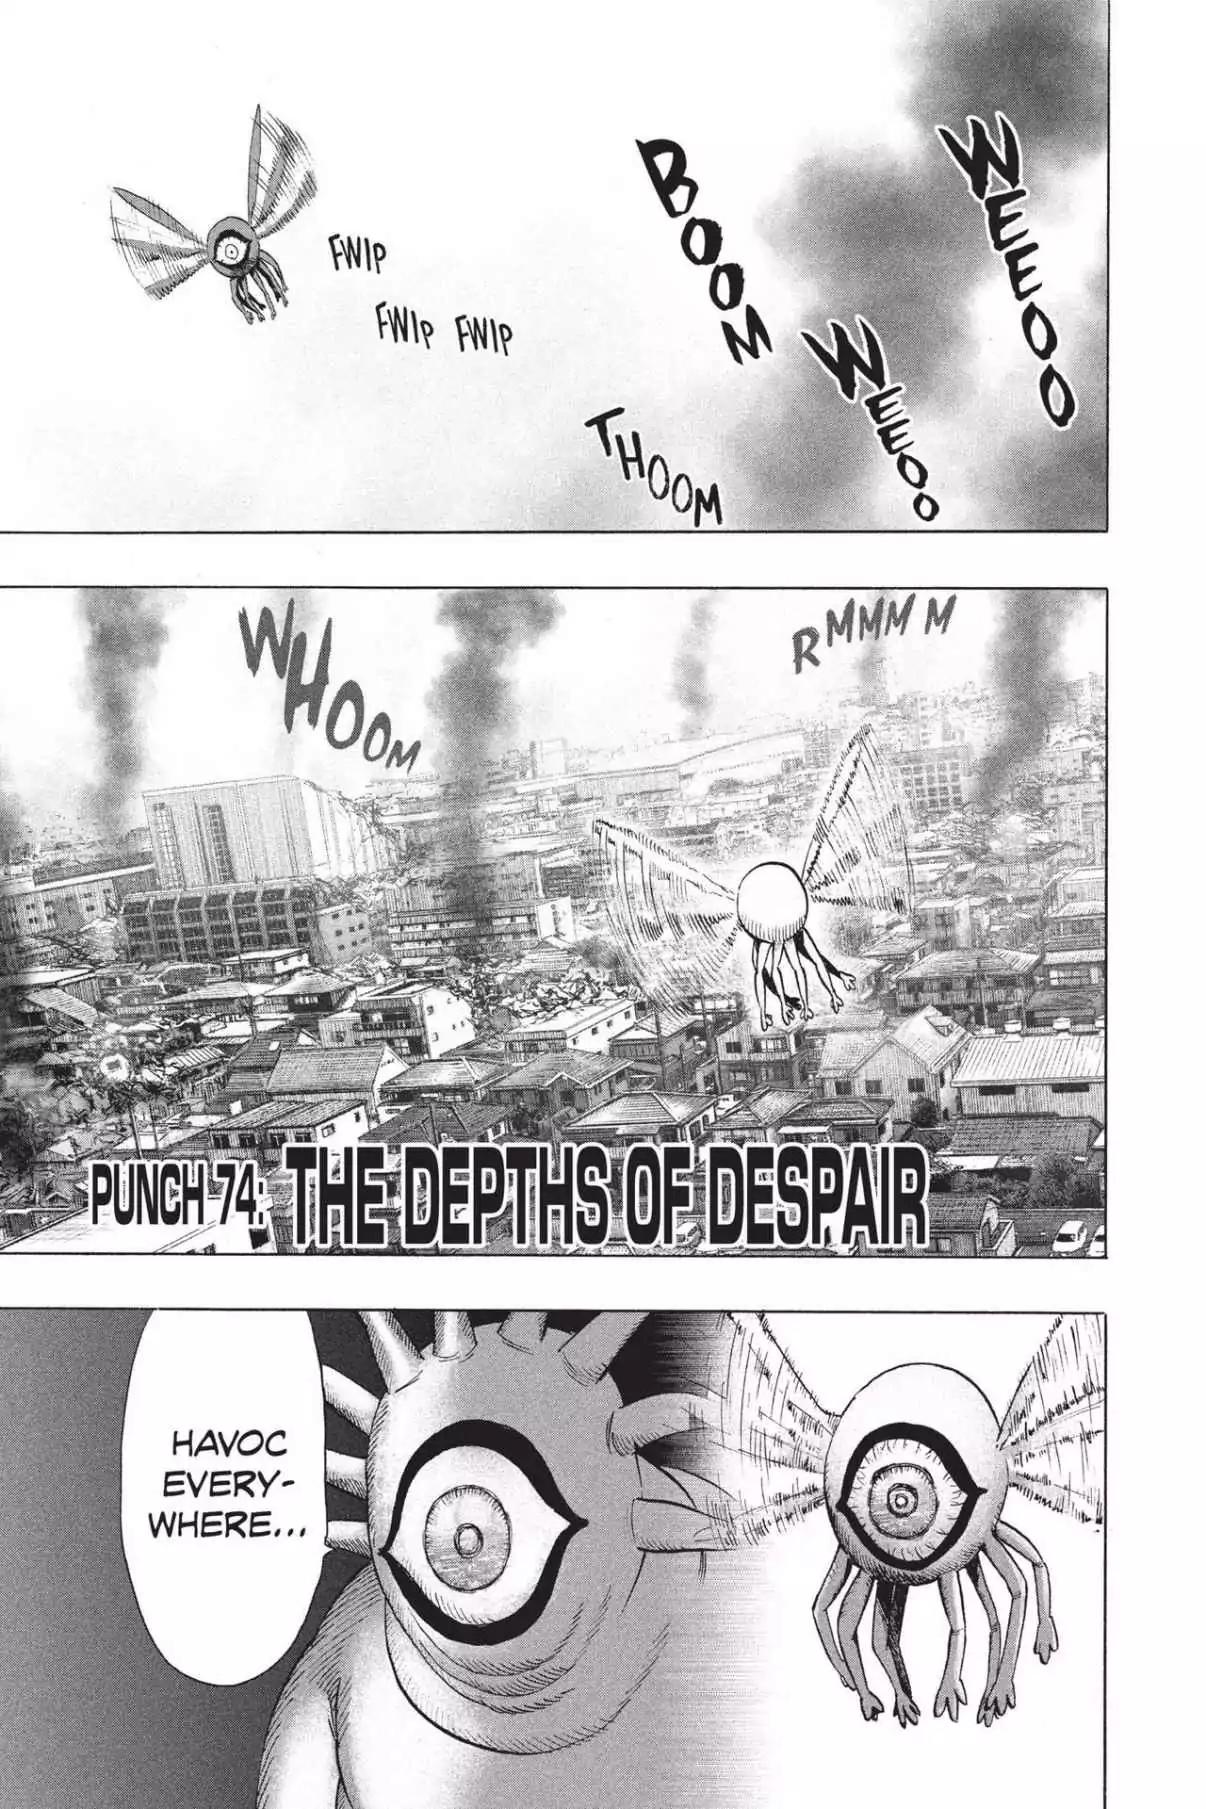 WEEOO
WEEOO
BOOM
THOOM
FWIP
FWIP FWIP
RMMMM
WHOOM
PUNCH 74: THE DEPTHS OF DESPAIR
HAVOC
EVERY-
WHERE...